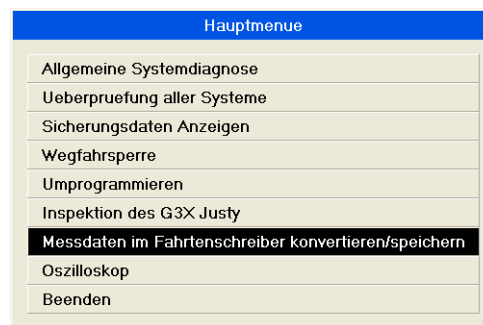 Hauptmenue
Allgemeine Systemdiagnose
Ueberpruefung aller Systeme
Sicherungsdaten Anzeigen
Wegfahrsperre
Umprogrammieren
Inspektion des G3X Justy
Messdaten im Fahrtenschreiber konvertieren/speichern
Oszilloskop
Beenden